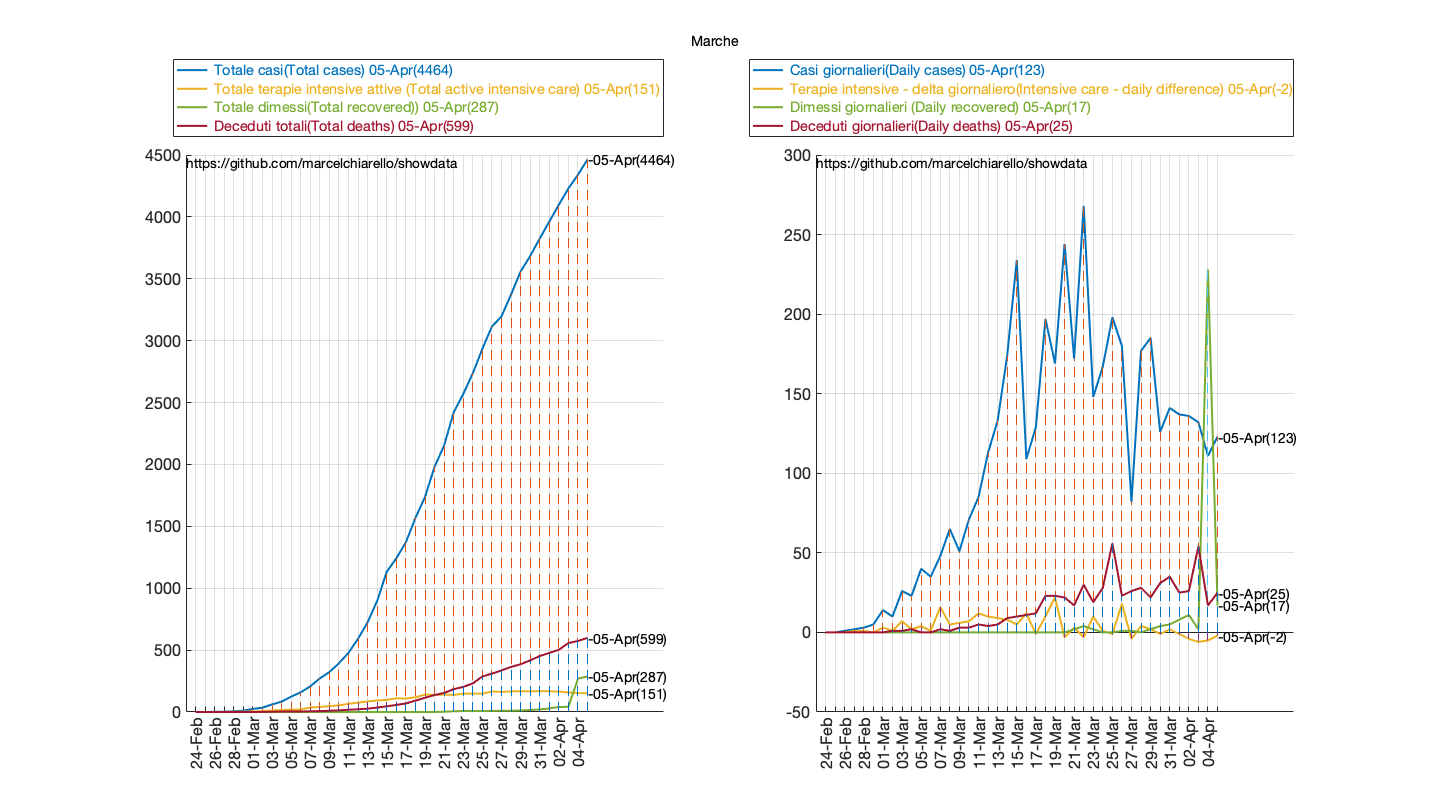 Marche
Totale casi(Total cases) 05-Apr(4464)
Totale terapie intensive attive (Total active intensive care) 05-Apr(151)
Totale dimessi(Total recovered)) 05-Apr(287)
Deceduti totali(Total deaths) 05-Apr(599)
4500
4000
3500
3000
2500
2000
1500
1000
500
0
https://github.com/marcelchiarello/showdata
-05-Apr(4464)
-05-Apr(599)
-05-Apr(287)
-05-Apr(151)
24-Feb
26-Feb
28-Feb
01-Mar
03-Mar
05-Mar
07-Mar
09-Mar
11-Mar
13-Mar
15-Mar
17-Mar
19-Mar
21-Mar
23-Mar
25-Mar
27-Mar
29-Mar
31-Mar
02-Apr
04-Apr
Casi giornalieri(Daily cases) 05-Apr(123)
Terapie intensive - delta giornaliero(Intensive care - daily difference) 05-Apr(-2)
Dimessi giornalieri (Daily recovered) 05-Apr(17)
Deceduti giornalieri(Daily deaths) 05-Apr(25)
300
250
200
150
100
50
0
-50
https://github.com/marcelchiarello/showdata
-05-Apr(123)
-05-Apr(25)
-05-Apr(17)
-05-Apr(-2)
24-Feb
26-Feb
28-Feb
01-Mar
03-Mar
05-Mar
07-Mar
09-Mar
11-Mar
13-Mar
15-Mar
17-Mar
19-Mar
21-Mar
23-Mar
25-Mar
27-Mar
29-Mar
31-Mar
02-Apr
04-Apr